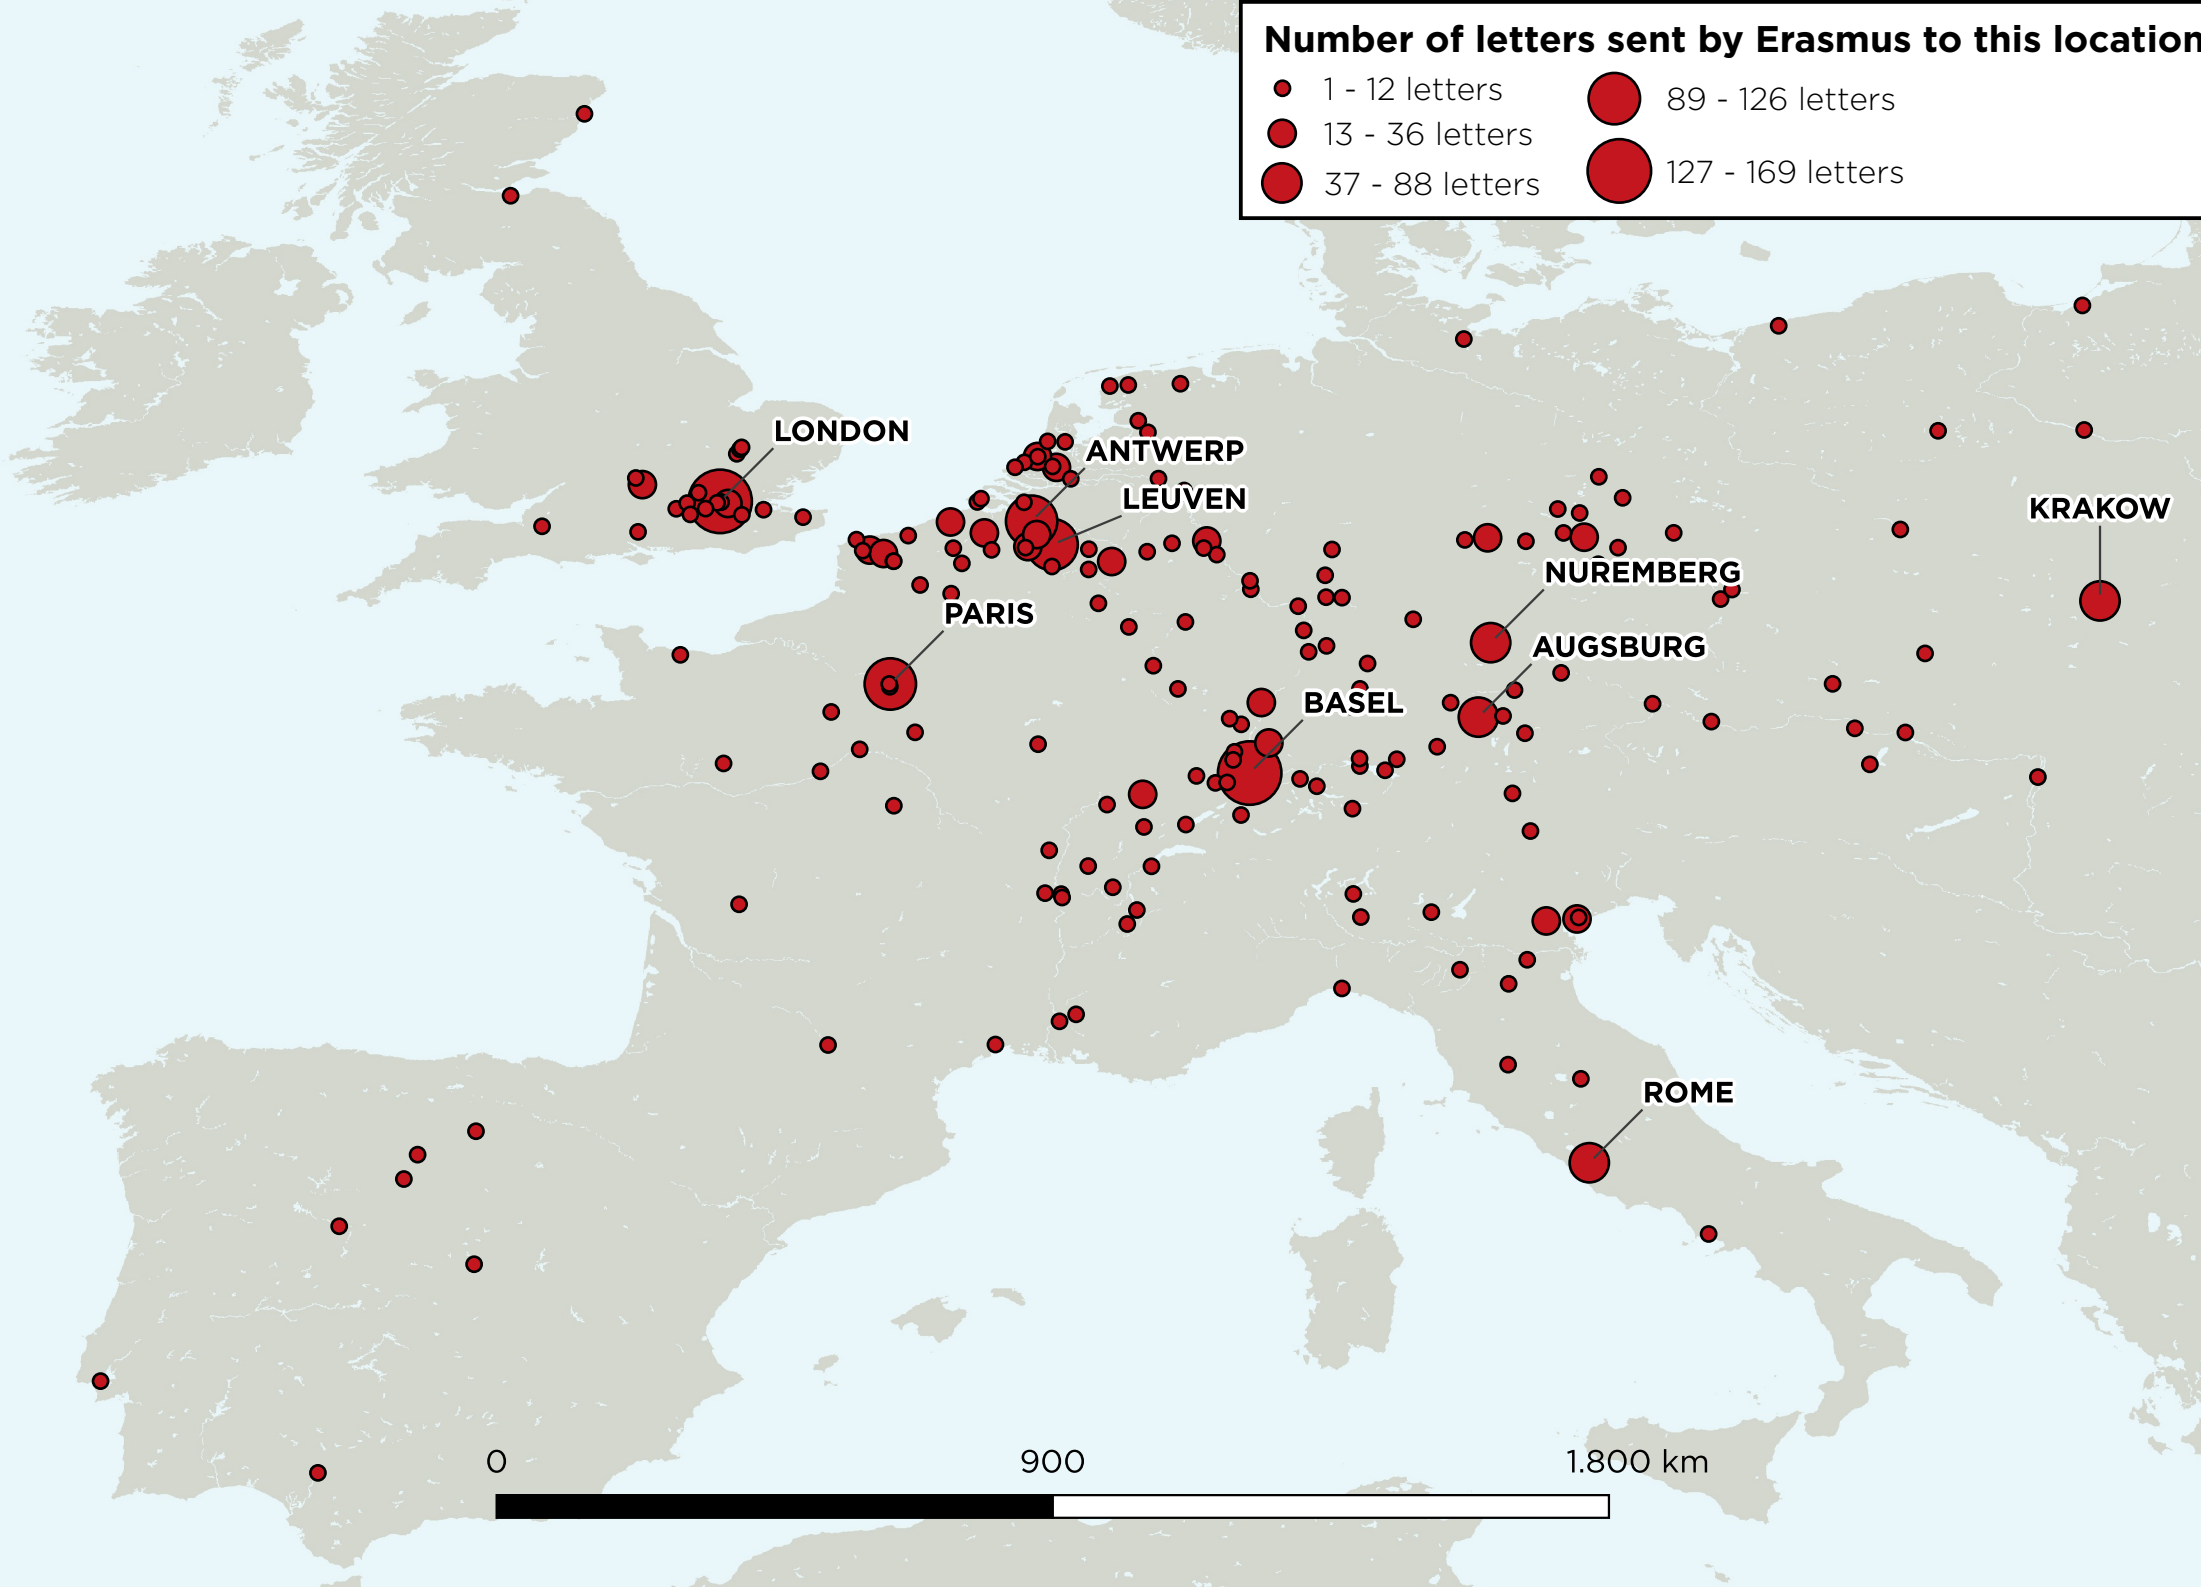 Number of letters sent by Erasmus to this location
1 - 12 letters
89 - 126 letters
13 - 36 letters
127 - 169 letters
37 - 88 letters
LONDON
ANTWERP
LEUVEN
KRAKOW
NUREMBERG
PARIS
AUGSBURG
BASEL
ROME
0 900 1.800 km